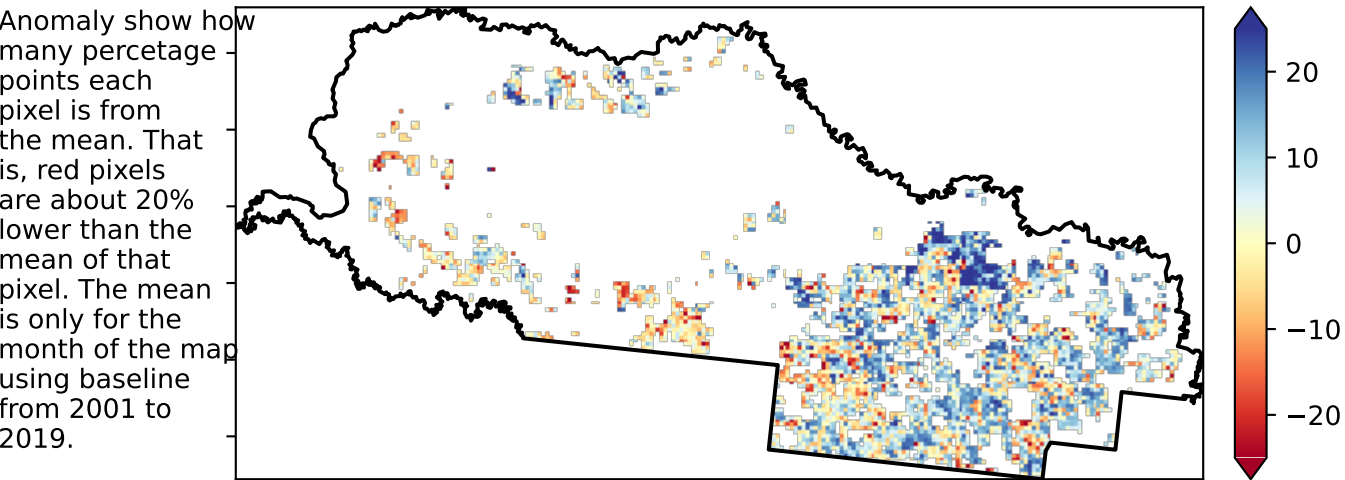 Anomaly show how
many percetage
points each
pixel is from
the mean. That
is, red pixels
are about 20%
lower than the
mean of that
pixel. The mean
is only for the
month of the map
using baseline
from 2001 to
2019.
20
10
0
−10
−20